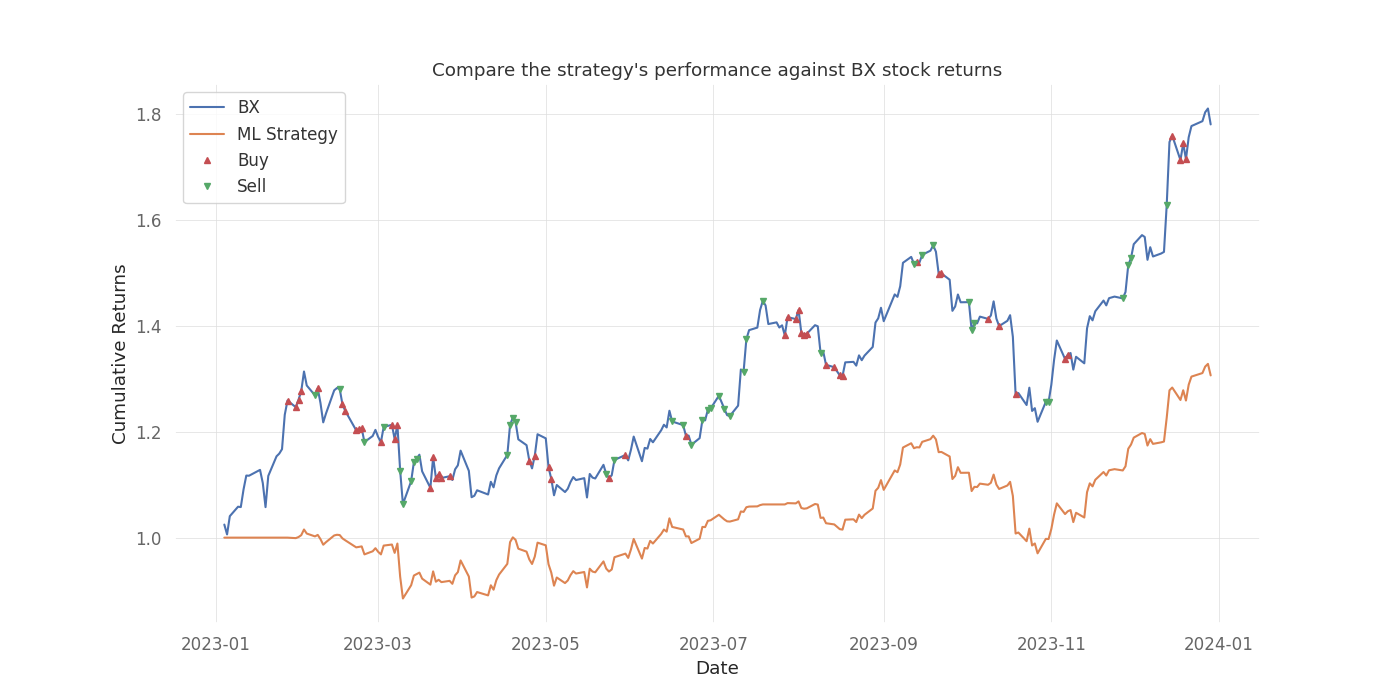 Compare the strategy's performance against BX stock returns
BX
ML Strategy
Buy
Sell
Cumulative Returns
1.8
1.6
1.4
1.2
1.0
2023-01 2023-03 2023-05 2023-07 2023-09 2023-11 2024-01
Date